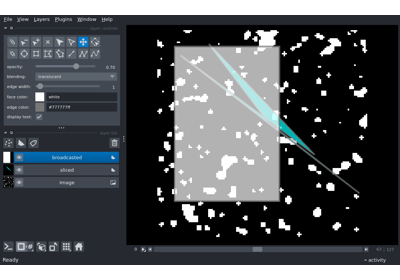 File View Layers Plugins Window Help
opacity: 0.70
blending: translucent
edge width: 1
face color: white
edge color: #777777ff
display text:
broadcasted
sliced
image
Ready
activity